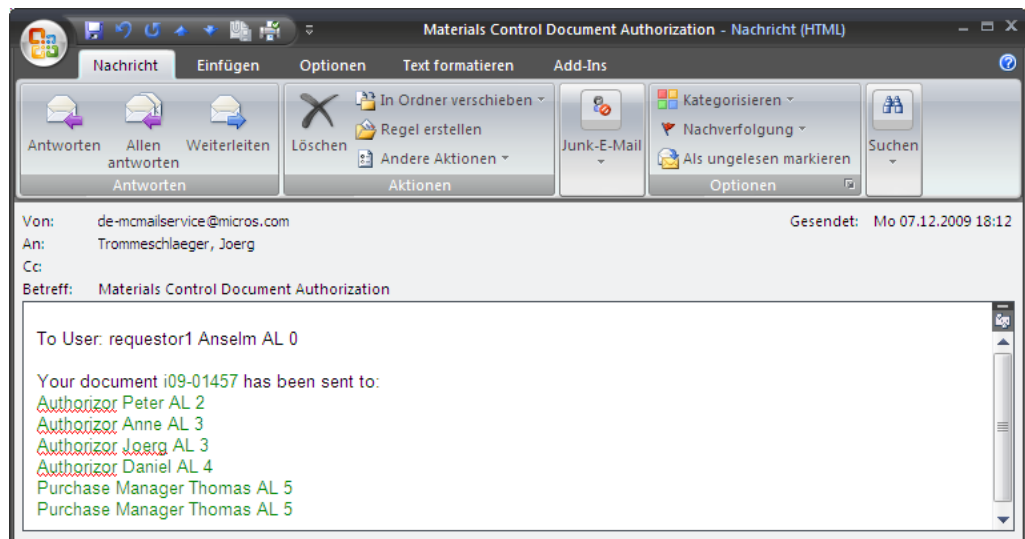 Materials Control Document Authorization - Nachricht (HTML)
Nachricht Einfügen Optionen Text formatieren Add-Ins
Antworten
Allen antworten
Weiterleiten
Antworten
Löschen
In Ordner verschieben
Regel erstellen
Andere Aktionen
Aktionen
Junk-E-Mail
Kategorisieren
Nachverfolgung
Als ungelesen markieren
Optionen
Suchen
Von: de-mcmailservice@micros.com Gesendet: Mo 07.12.2009 18:12
An: Trommeschlaeger, Joerg
Cc:
Betreff: Materials Control Document Authorization
To User: requestor1 Anselm AL 0
Your document i09-01457 has been sent to:
Authorizor Peter AL 2
Authorizor Anne AL 3
Authorizor Joerg AL 3
Authorizor Daniel AL 4
Purchase Manager Thomas AL 5
Purchase Manager Thomas AL 5